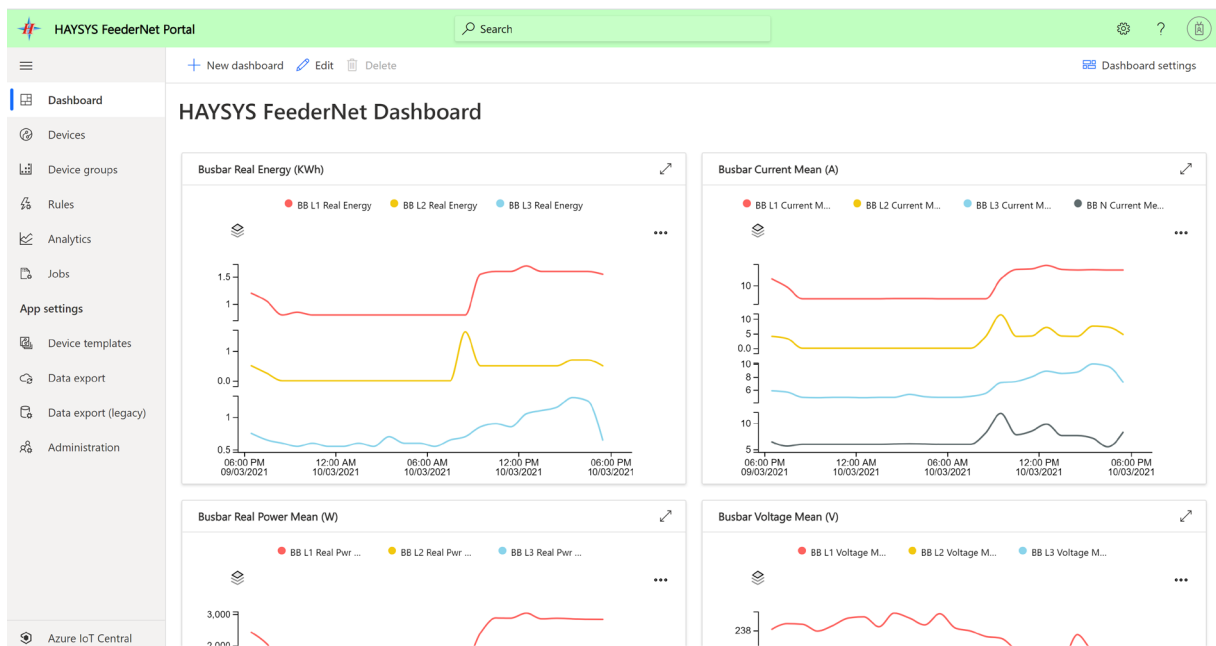 HAYSYS FeederNet Portal
Search
?
New dashboard
Edit
Delete
Dashboard settings
Dashboard
Devices
Device groups
Rules
Analytics
Jobs
App settings
Device templates
Data export
Data export (legacy)
Administration
Azure IoT Central
HAYSYS FeederNet Dashboard
Busbar Real Energy (KWh)
BB L1 Real Energy BB L2 Real Energy BB L3 Real Energy
1.5
1
1
0.0
1
0.5
06:00 PM 12:00 AM 06:00 AM 12:00 PM 06:00 PM
09/03/2021 10/03/2021 10/03/2021 10/03/2021 10/03/2021
Busbar Current Mean (A)
BB L1 Current M... BB L2 Current M... BB L3 Current M... BB N Current Me...
10
10
5
0.0
10
8
6
10
5
06:00 PM 12:00 AM 06:00 AM 12:00 PM 06:00 PM
09/03/2021 10/03/2021 10/03/2021 10/03/2021 10/03/2021
Busbar Real Power Mean (W)
BB L1 Real Pwr ... BB L2 Real Pwr ... BB L3 Real Pwr ...
3,000
2,000
Busbar Voltage Mean (V)
BB L1 Voltage M... BB L2 Voltage M... BB L3 Voltage M...
238